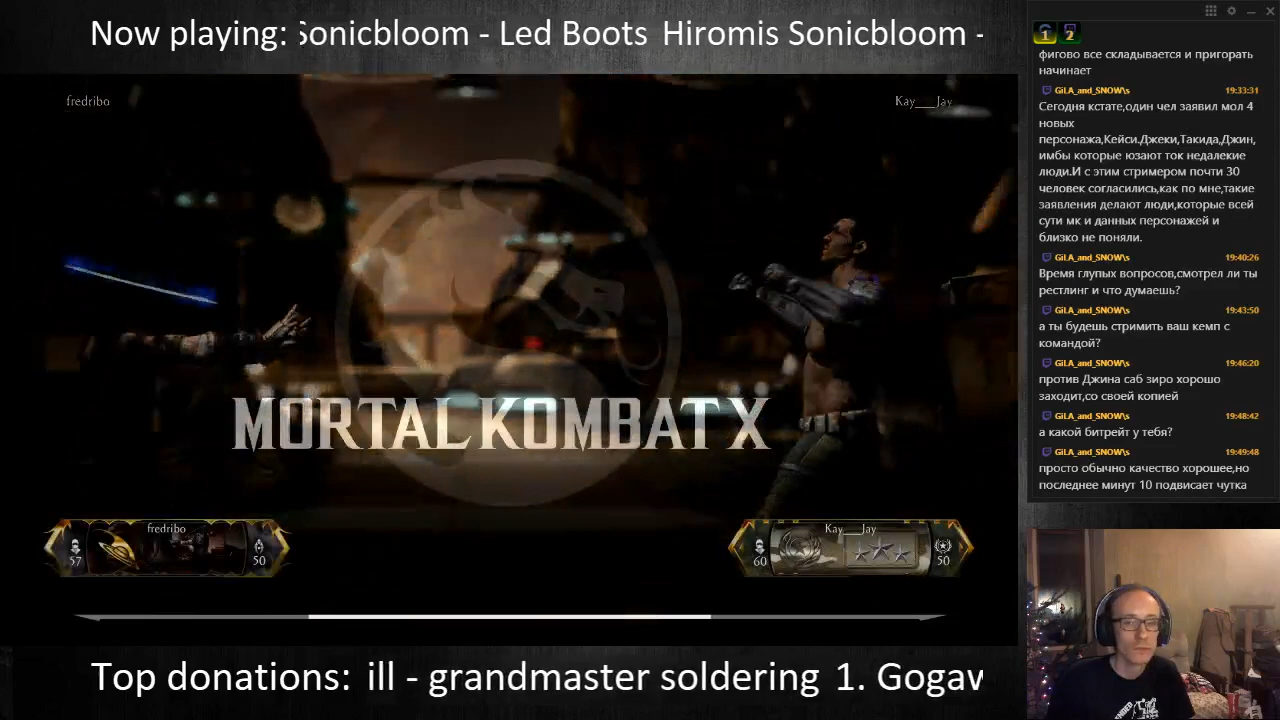 Now playing: Sonicbloom - Led Boots Hiromis Sonicbloom -
fredribo
Kay___Jay
MORTAL KOMBAT X
fredribo
57
50
Kay___Jay
60
50
Top donations: ill - grandmaster soldering 1. Gogav
1
2
фигово все складывается и пригорать
начинает
GiLA_and_SNOW\s 19:33:31
Сегодня кстате,один чел заявил мол 4
новых
персонажа,Кейси.Джеки,Такида,Джин,
имбы которые юзают ток недалекие
люди.И с этим стримером почти 30
человек согласились,как по мне,такие
заявления делают люди,которые всей
сути мк и данных персонажей и
близко не поняли.
GiLA_and_SNOW\s 19:40:26
Время глупых вопросов,смотрел ли ты
рестлинг и что думаешь?
GiLA_and_SNOW\s 19:43:50
а ты будешь стримить ваш кемп с
командой?
GiLA_and_SNOW\s 19:46:20
против Джина саб зиро хорошо
заходит,со своей копией
GiLA_and_SNOW\s 19:48:42
а какой битрейт у тебя?
GiLA_and_SNOW\s 19:49:48
просто обычно качество хорошее,но
последнее минут 10 подвисает чутка